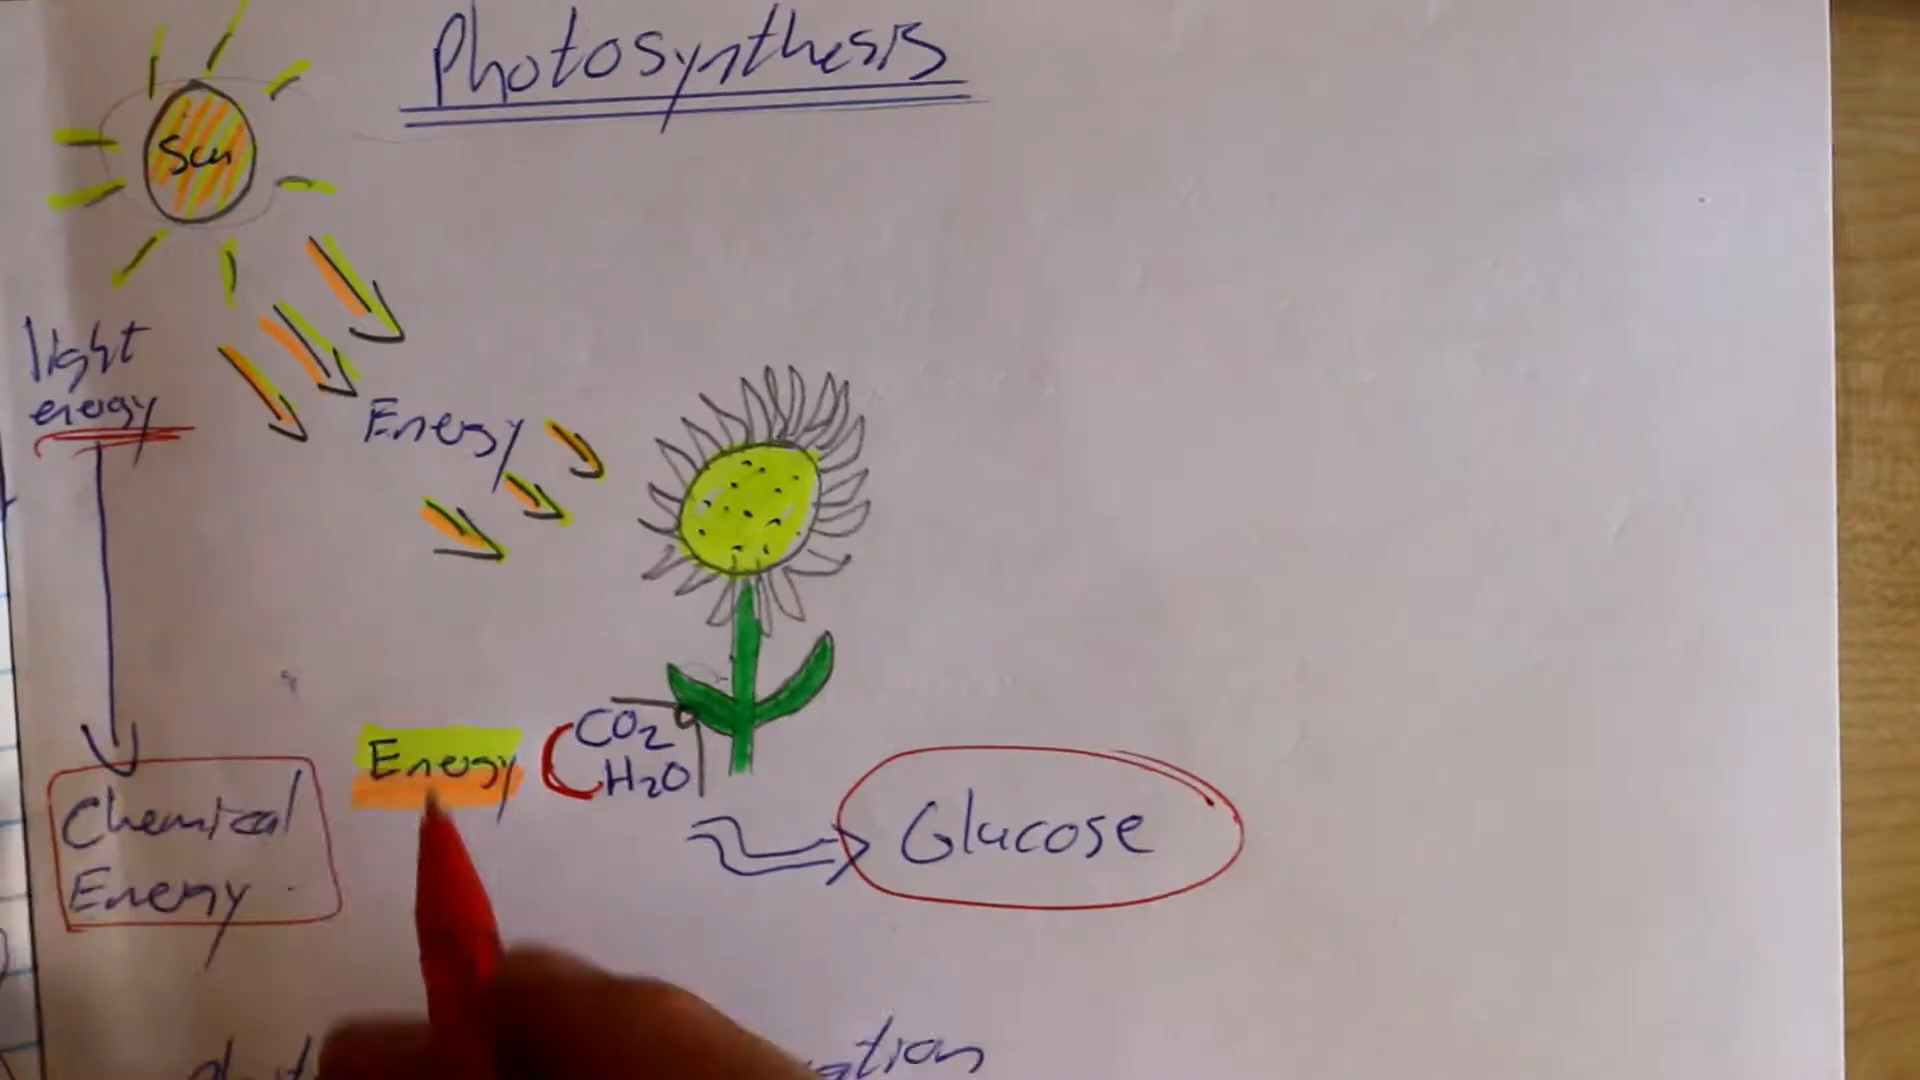 Photosynthesis
Sun
light
energy
Energy
Energy
CO2
H2O
Chemical
Energy
Glucose